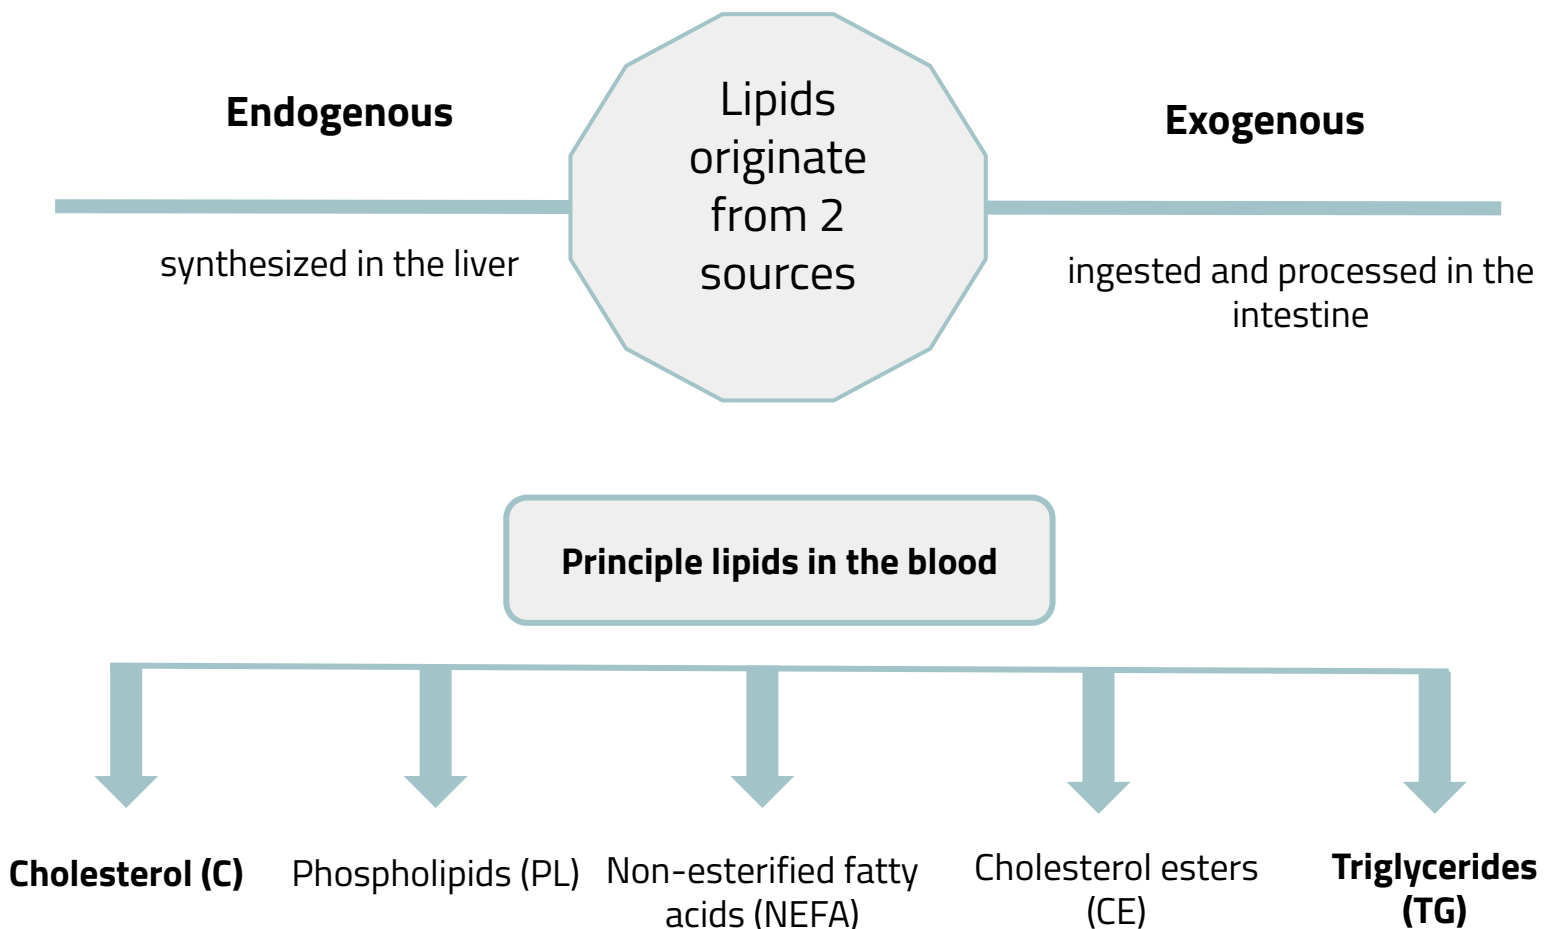 Endogenous
synthesized in the liver
Lipids
originate
from 2
sources
Exogenous
ingested and processed in the
intestine
Principle lipids in the blood
Cholesterol (C)
Phospholipids (PL)
Non-esterified fatty
acids (NEFA)
Cholesterol esters
(CE)
Triglycerides
(TG)